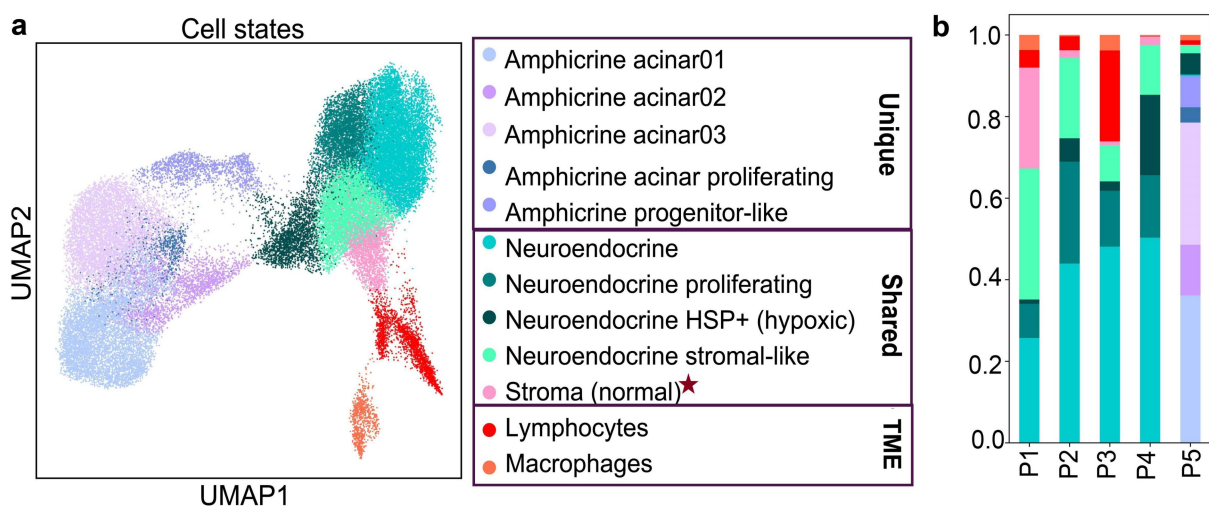 a
Cell states
UMAP2
UMAP1
Amphicrine acinar01
Amphicrine acinar02
Amphicrine acinar03
Amphicrine acinar proliferating
Amphicrine progenitor-like
Unique
Neuroendocrine
Neuroendocrine proliferating
Neuroendocrine HSP+ (hypoxic)
Neuroendocrine stromal-like
Stroma (normal)★
Shared
Lymphocytes
Macrophages
TME
b
1.0
0.8
0.6
0.4
0.2
0.0
P1 P2 P3 P4 P5